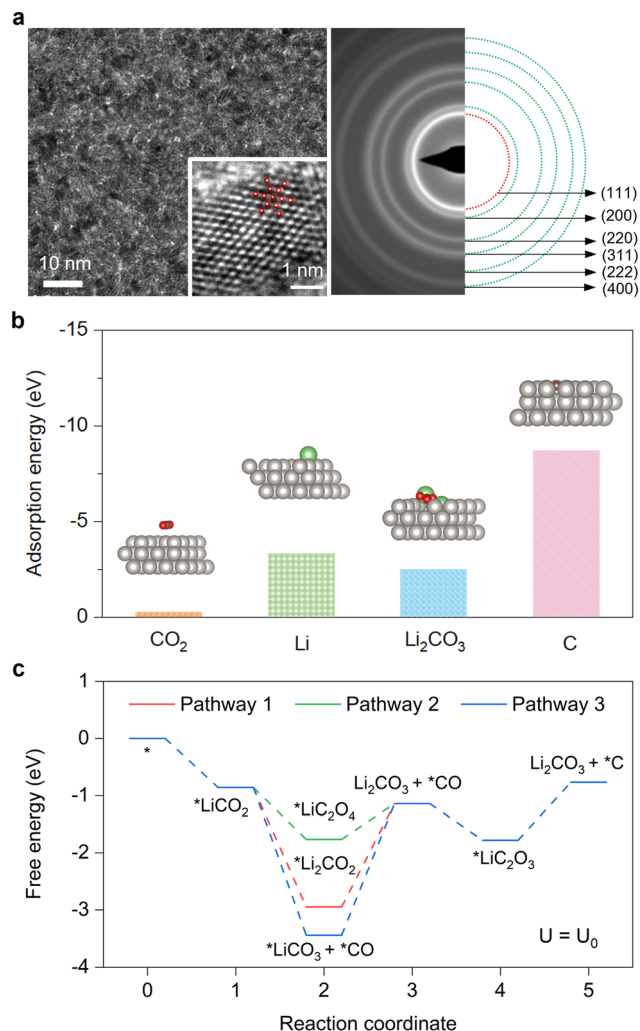 a
10 nm
1 nm
(111)
(200)
(220)
(311)
(222)
(400)
b
Adsorption energy (eV)
-15
-10
-5
0
CO₂
Li
Li₂CO₃
C
c
Free energy (eV)
1
0
-1
-2
-3
-4
Pathway 1 Pathway 2 Pathway 3
*
*LiCO₂
*LiC₂O₄
*Li₂CO₂
*LiCO₃ + *CO
Li₂CO₃ + *CO
*LiC₂O₃
Li₂CO₃ + *C
U = U₀
0 1 2 3 4 5
Reaction coordinate